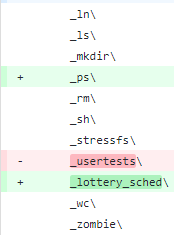 _ln\
_ls\
_mkdir\
+ _ps\
_rm\
_sh\
_stressfs\
- _usertests\
+ _lottery_sched\
_wc\
_zombie\